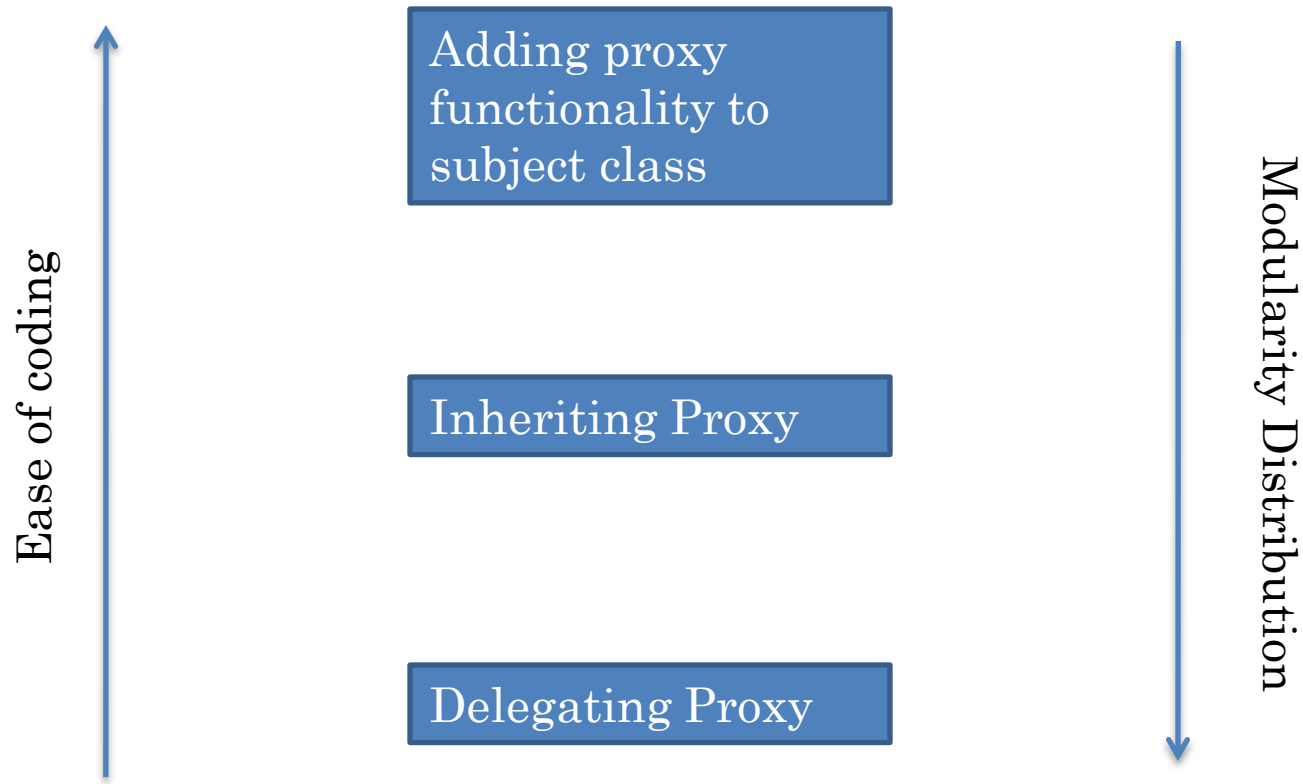 Adding proxy
functionality to
subject class
Ease of coding
Modularity Distribution
Inheriting Proxy
Delegating Proxy